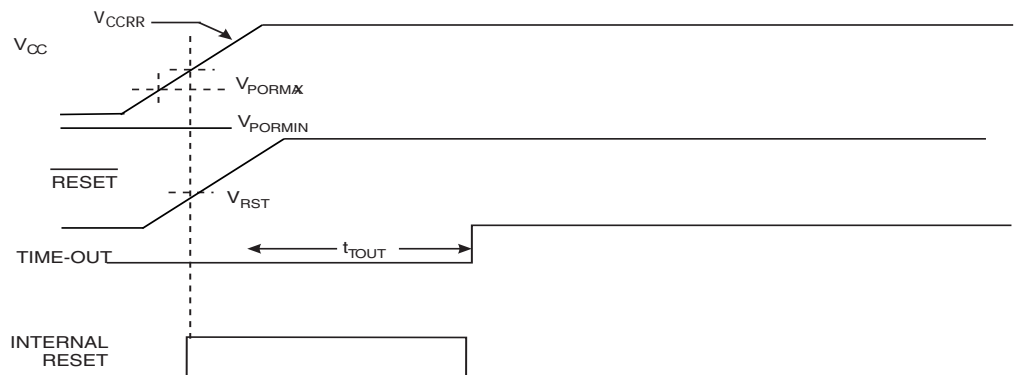 VCCRR
VCC
VPORMAX
VPORMIN
RESET
VRST
TIME-OUT
tTOUT
INTERNAL
RESET